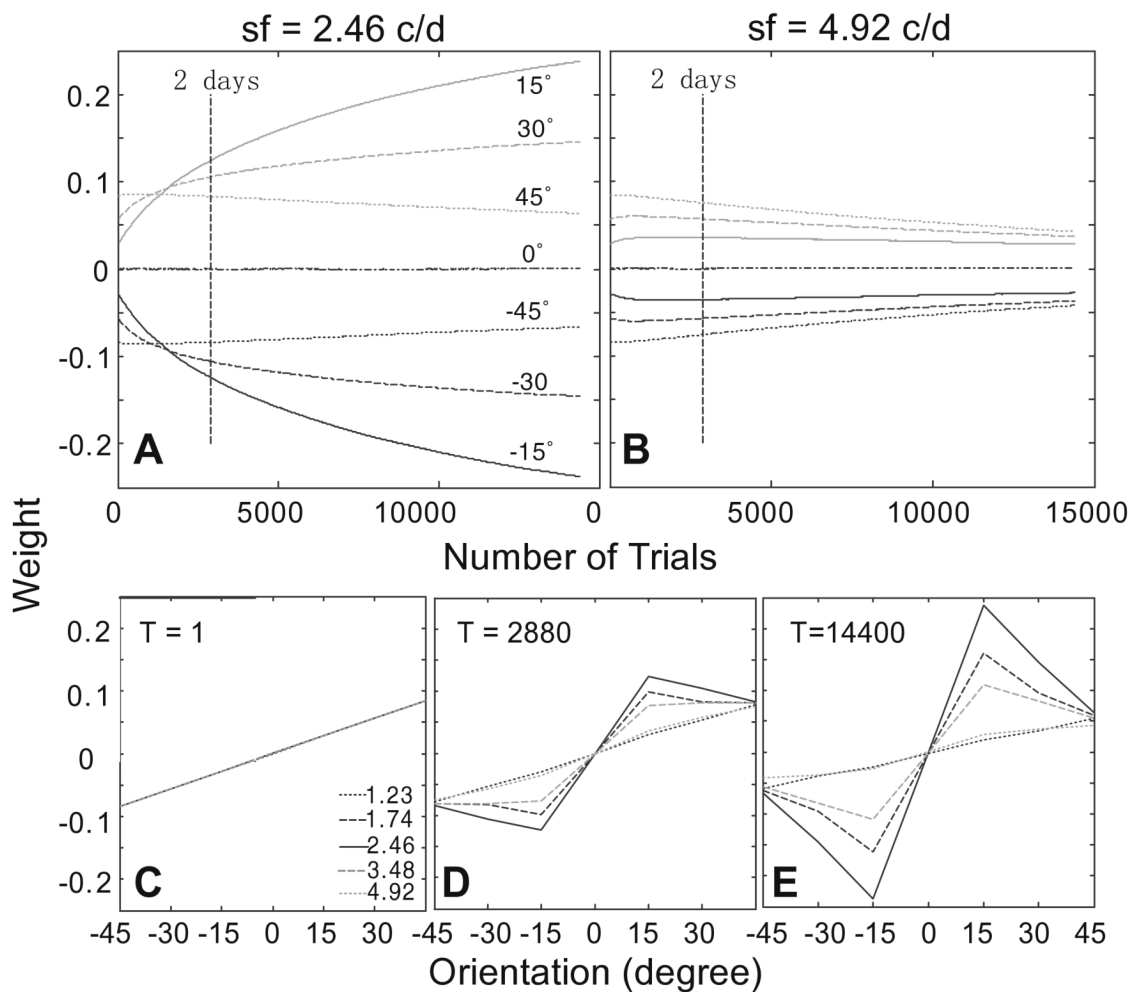 sf = 2.46 c/d
sf = 4.92 c/d
2 days
2 days
15°
30°
45°
0°
-45°
-30
-15°
0.2
0.1
0
-0.1
-0.2
A
B
0 5000 10000 0 5000 10000 15000
Weight
Number of Trials
T = 1
T = 2880
T=14400
0.2
0.1
0
-0.1
-0.2
1.23
1.74
2.46
3.48
4.92
C
D
E
-45 -30 -15 0 15 30 -45 -30 -15 0 15 30 -45 -30 -15 0 15 30 45
Orientation (degree)